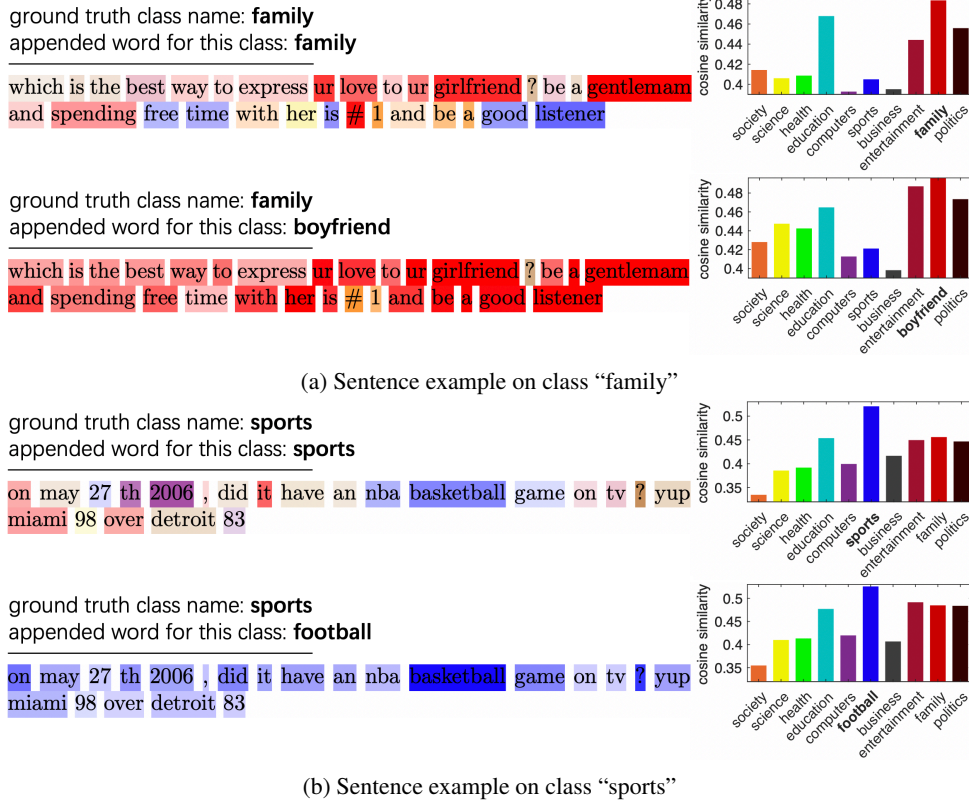 ground truth class name: family
appended word for this class: family
which is the best way to express ur love to ur girlfriend ? be a gentlemam
and spending free time with her is # 1 and be a good listener
cosine similarity
0.48
0.46
0.44
0.42
0.4
society
science
health
education
computers
sports
business
entertainment
family
politics
ground truth class name: family
appended word for this class: boyfriend
which is the best way to express ur love to ur girlfriend ? be a gentlemam
and spending free time with her is # 1 and be a good listener
cosine similarity
0.48
0.46
0.44
0.42
0.4
society
science
health
education
computers
sports
business
entertainment
boyfriend
politics
(a) Sentence example on class “family”
ground truth class name: sports
appended word for this class: sports
on may 27 th 2006 , did it have an nba basketball game on tv ? yup
miami 98 over detroit 83
cosine similarity
0.5
0.45
0.4
0.35
society
science
health
education
computers
sports
business
entertainment
family
politics
ground truth class name: sports
appended word for this class: football
on may 27 th 2006 , did it have an nba basketball game on tv ? yup
miami 98 over detroit 83
cosine similarity
0.5
0.45
0.4
0.35
society
science
health
education
computers
football
business
entertainment
family
politics
(b) Sentence example on class “sports”